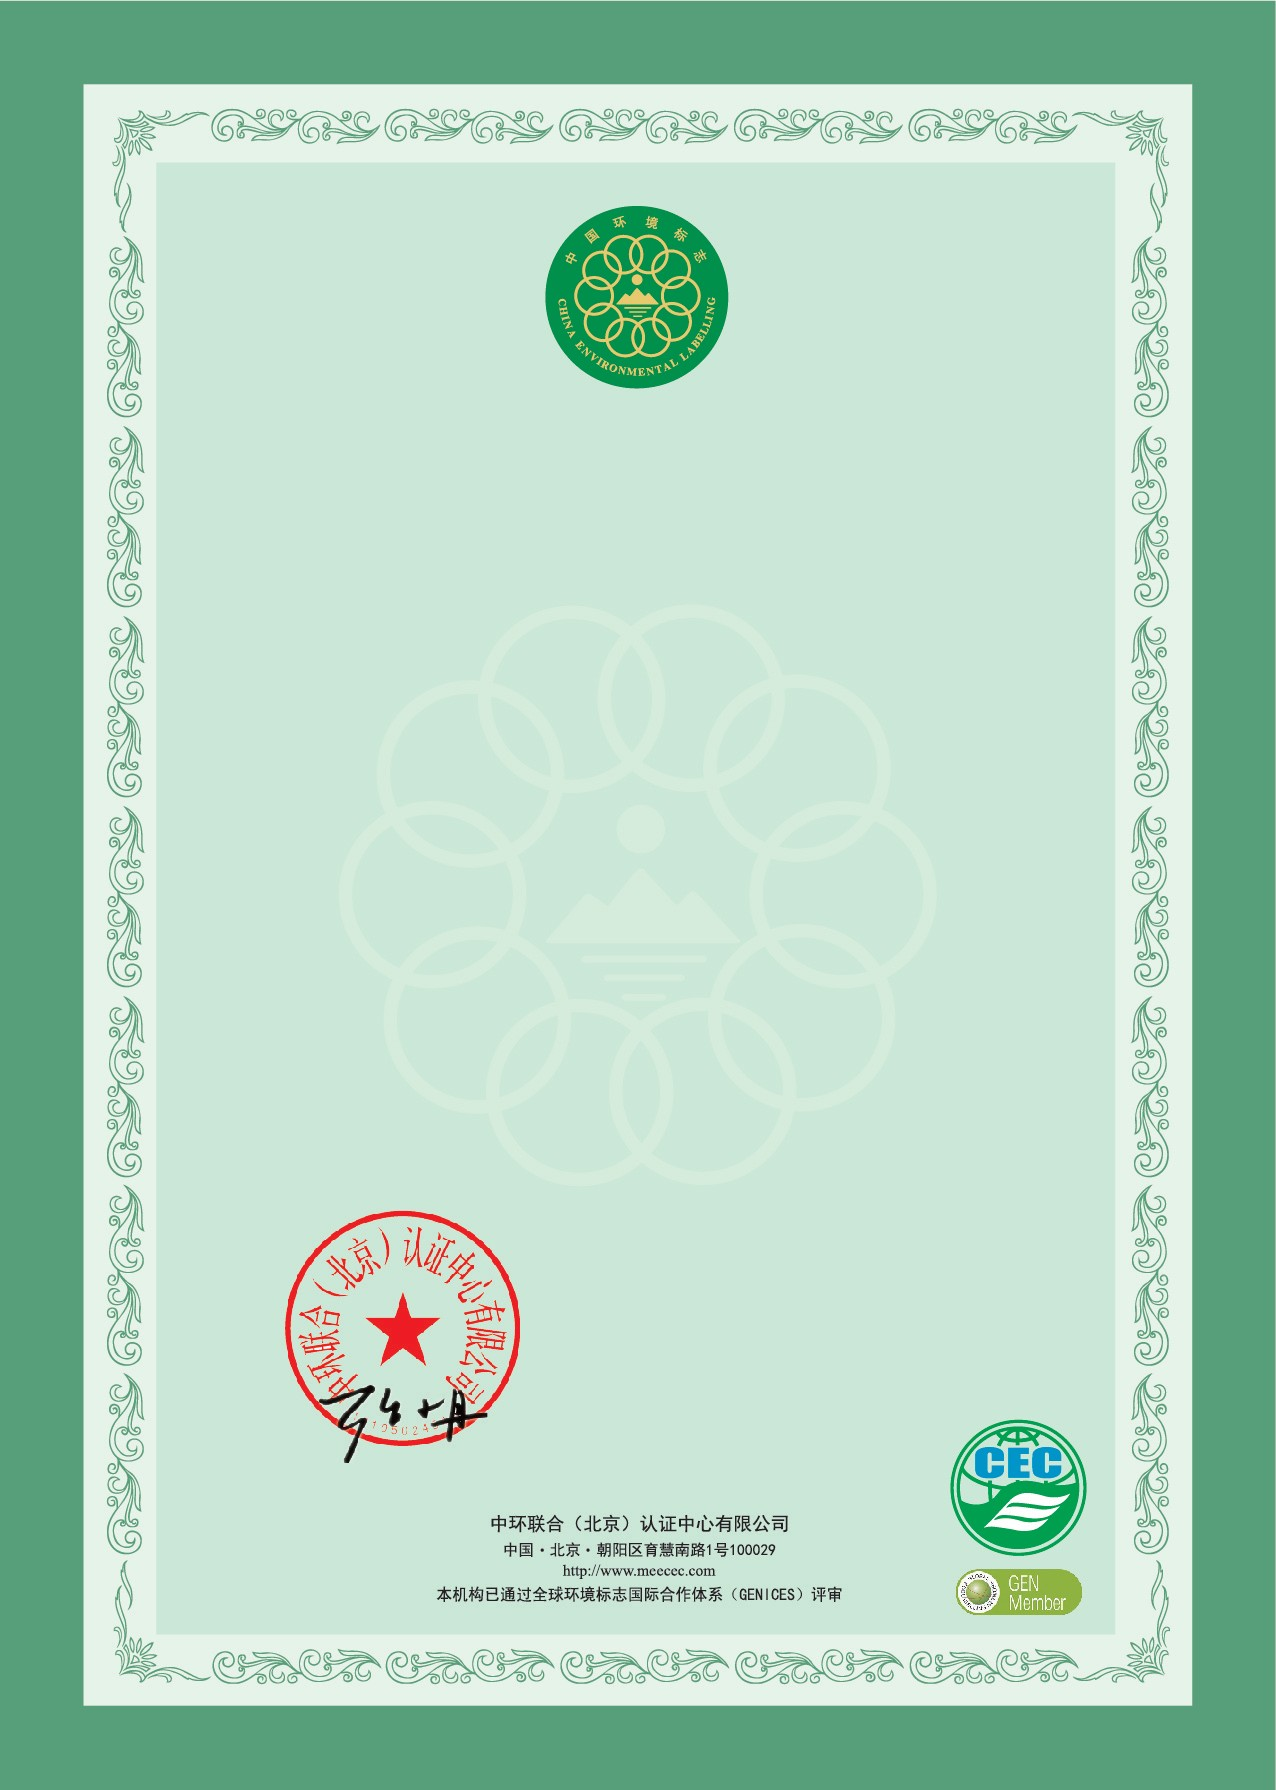 中国环境标志
CHINA ENVIRONMENTAL LABELLING
中环联合（北京）认证中心有限公司
CEC
中环联合（北京）认证中心有限公司
中国·北京·朝阳区育慧南路1号100029
http://www.meecec.com
本机构已通过全球环境标志国际合作体系（GENICES）评审
GEN
Member